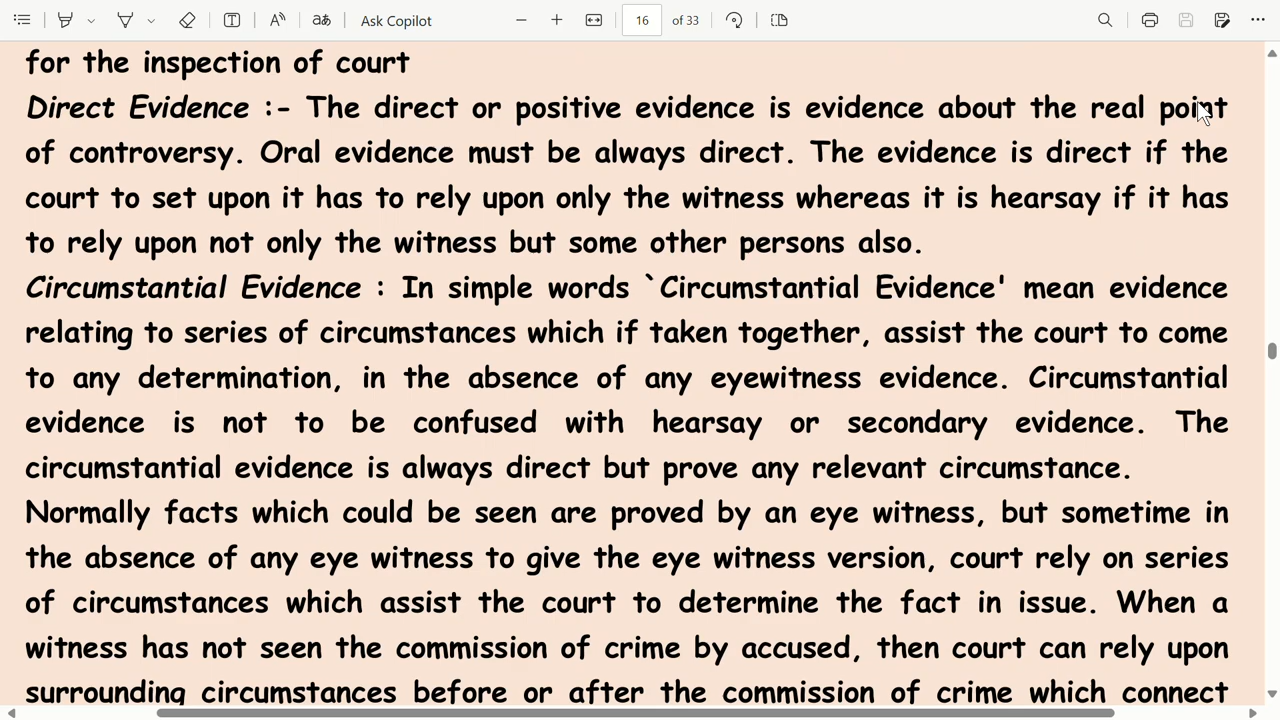 Ask Copilot
16 of 33
for the inspection of court
Direct Evidence :- The direct or positive evidence is evidence about the real point
of controversy. Oral evidence must be always direct. The evidence is direct if the
court to set upon it has to rely upon only the witness whereas it is hearsay if it has
to rely upon not only the witness but some other persons also.
Circumstantial Evidence : In simple words `Circumstantial Evidence' mean evidence
relating to series of circumstances which if taken together, assist the court to come
to any determination, in the absence of any eyewitness evidence. Circumstantial
evidence is not to be confused with hearsay or secondary evidence. The
circumstantial evidence is always direct but prove any relevant circumstance.
Normally facts which could be seen are proved by an eye witness, but sometime in
the absence of any eye witness to give the eye witness version, court rely on series
of circumstances which assist the court to determine the fact in issue. When a
witness has not seen the commission of crime by accused, then court can rely upon
surrounding circumstances before or after the commission of crime which connect